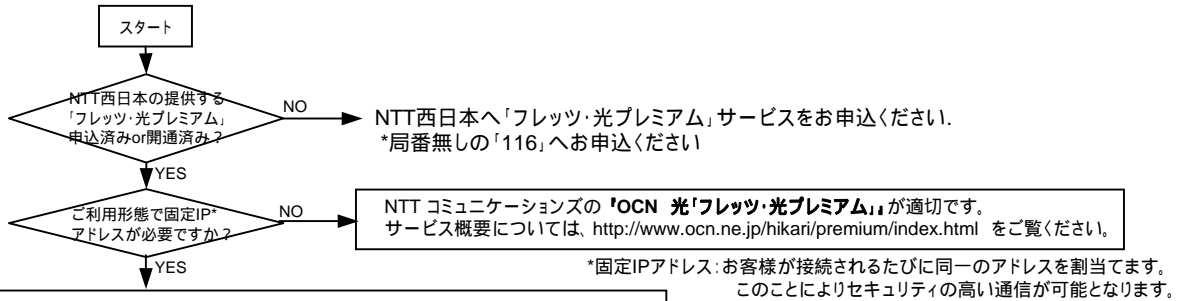 スタート
NTT西日本の提供する
「フレッツ・光プレミアム」
申込済みor開通済み?
NO
NTT西日本へ「フレッツ・光プレミアム」サービスをお申込ください.
*局番無しの「116」へお申込ください
YES
ご利用形態で固定IP*
アドレスが必要ですか?
NO
NTT コミュニケーションズの『OCN 光「フレッツ・光プレミアム」』が適切です。
サービス概要については、http://www.ocn.ne.jp/hikari/premium/index.html をご覧ください。
YES
*固定IPアドレス:お客様が接続されるたびに同一のアドレスを割当てます。
このことによりセキュリティの高い通信が可能となります。